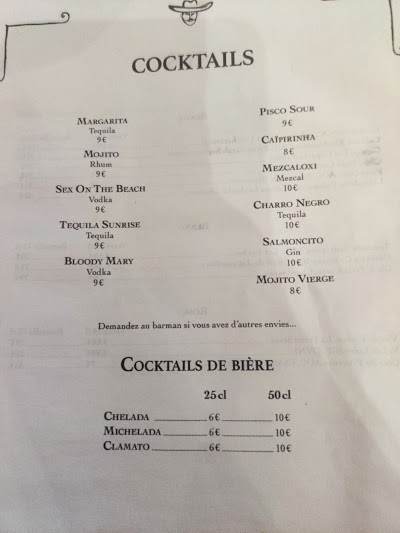 COCKTAILS
MARGARITA
Tequila
9€
MOJITO
Rhum
9€
SEX ON THE BEACH
Vodka
9€
TEQUILA SUNRISE
Tequila
9€
BLOODY MARY
Vodka
9€
PISCO SOUR
9€
CAÏPIRINHA
8€
MEZCALOXI
Mezcal
10€
CHARRO NEGRO
Tequila
10€
SALMONCITO
Gin
10€
MOJITO VIERGE
8€
Demandez au barman si vous avez d'autres envies...
COCKTAILS DE BIÈRE
25cl 50cl
CHELADA 6€ 10€
MICHELADA 6€ 10€
CLAMATO 6€ 10€